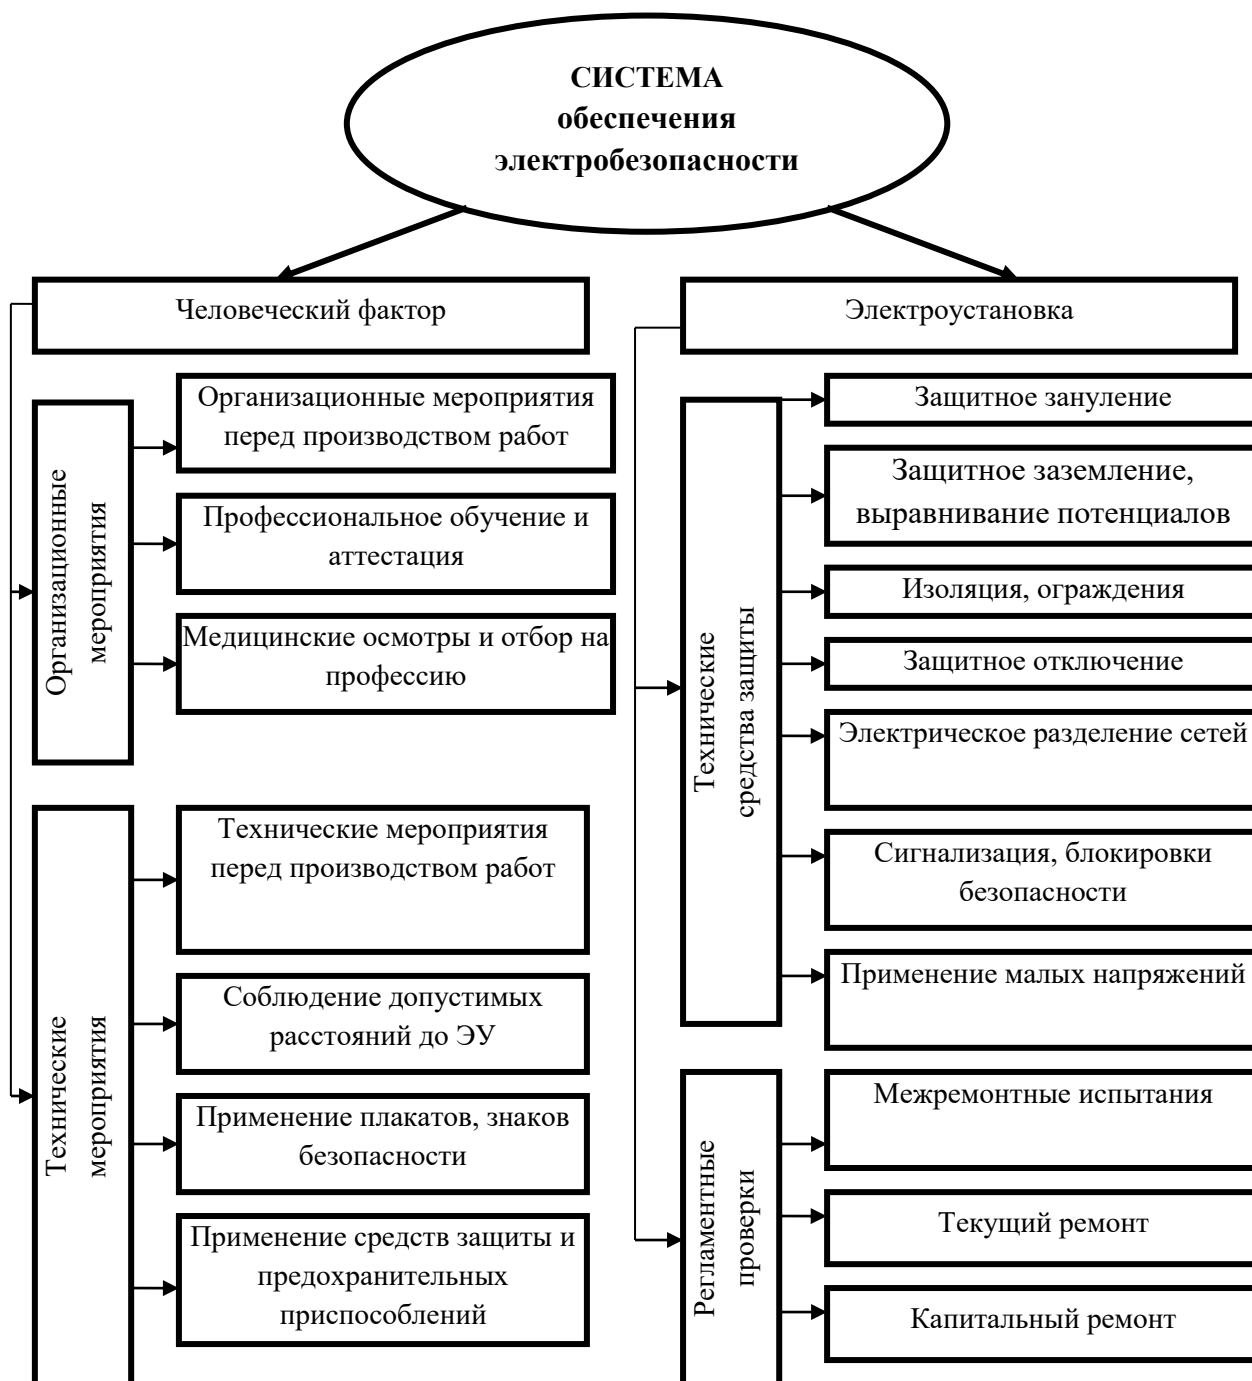 СИСТЕМА
обеспечения
электробезопасности
Человеческий фактор
Организационные
мероприятия
Организационные мероприятия
перед производством работ
Профессиональное обучение и
аттестация
Медицинские осмотры и отбор на
профессию
Технические
мероприятия
Технические мероприятия
перед производством работ
Соблюдение допустимых
расстояний до ЭУ
Применение плакатов, знаков
безопасности
Применение средств защиты и
предохранительных
приспособлений
Электроустановка
Технические
средства защиты
Защитное зануление
Защитное заземление,
выравнивание потенциалов
Изоляция, ограждения
Защитное отключение
Электрическое разделение сетей
Сигнализация, блокировки
безопасности
Применение малых напряжений
Регламентные
проверки
Межремонтные испытания
Текущий ремонт
Капитальный ремонт